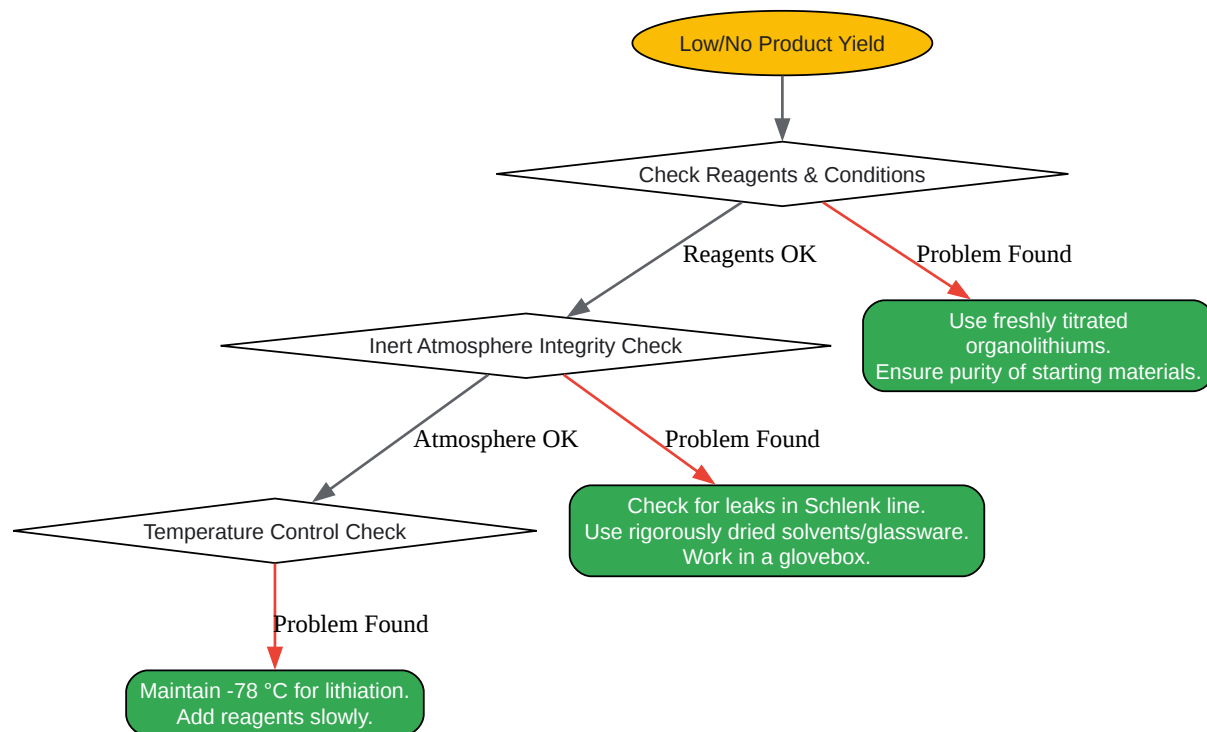 Low/No Product Yield
Check Reagents & Conditions
Reagents OK
Problem Found
Use freshly titrated
organolithiums.
Ensure purity of starting materials.
Inert Atmosphere Integrity Check
Atmosphere OK
Problem Found
Check for leaks in Schlenk line.
Use rigorously dried solvents/glassware.
Work in a glovebox.
Temperature Control Check
Problem Found
Maintain -78 °C for lithiation.
Add reagents slowly.